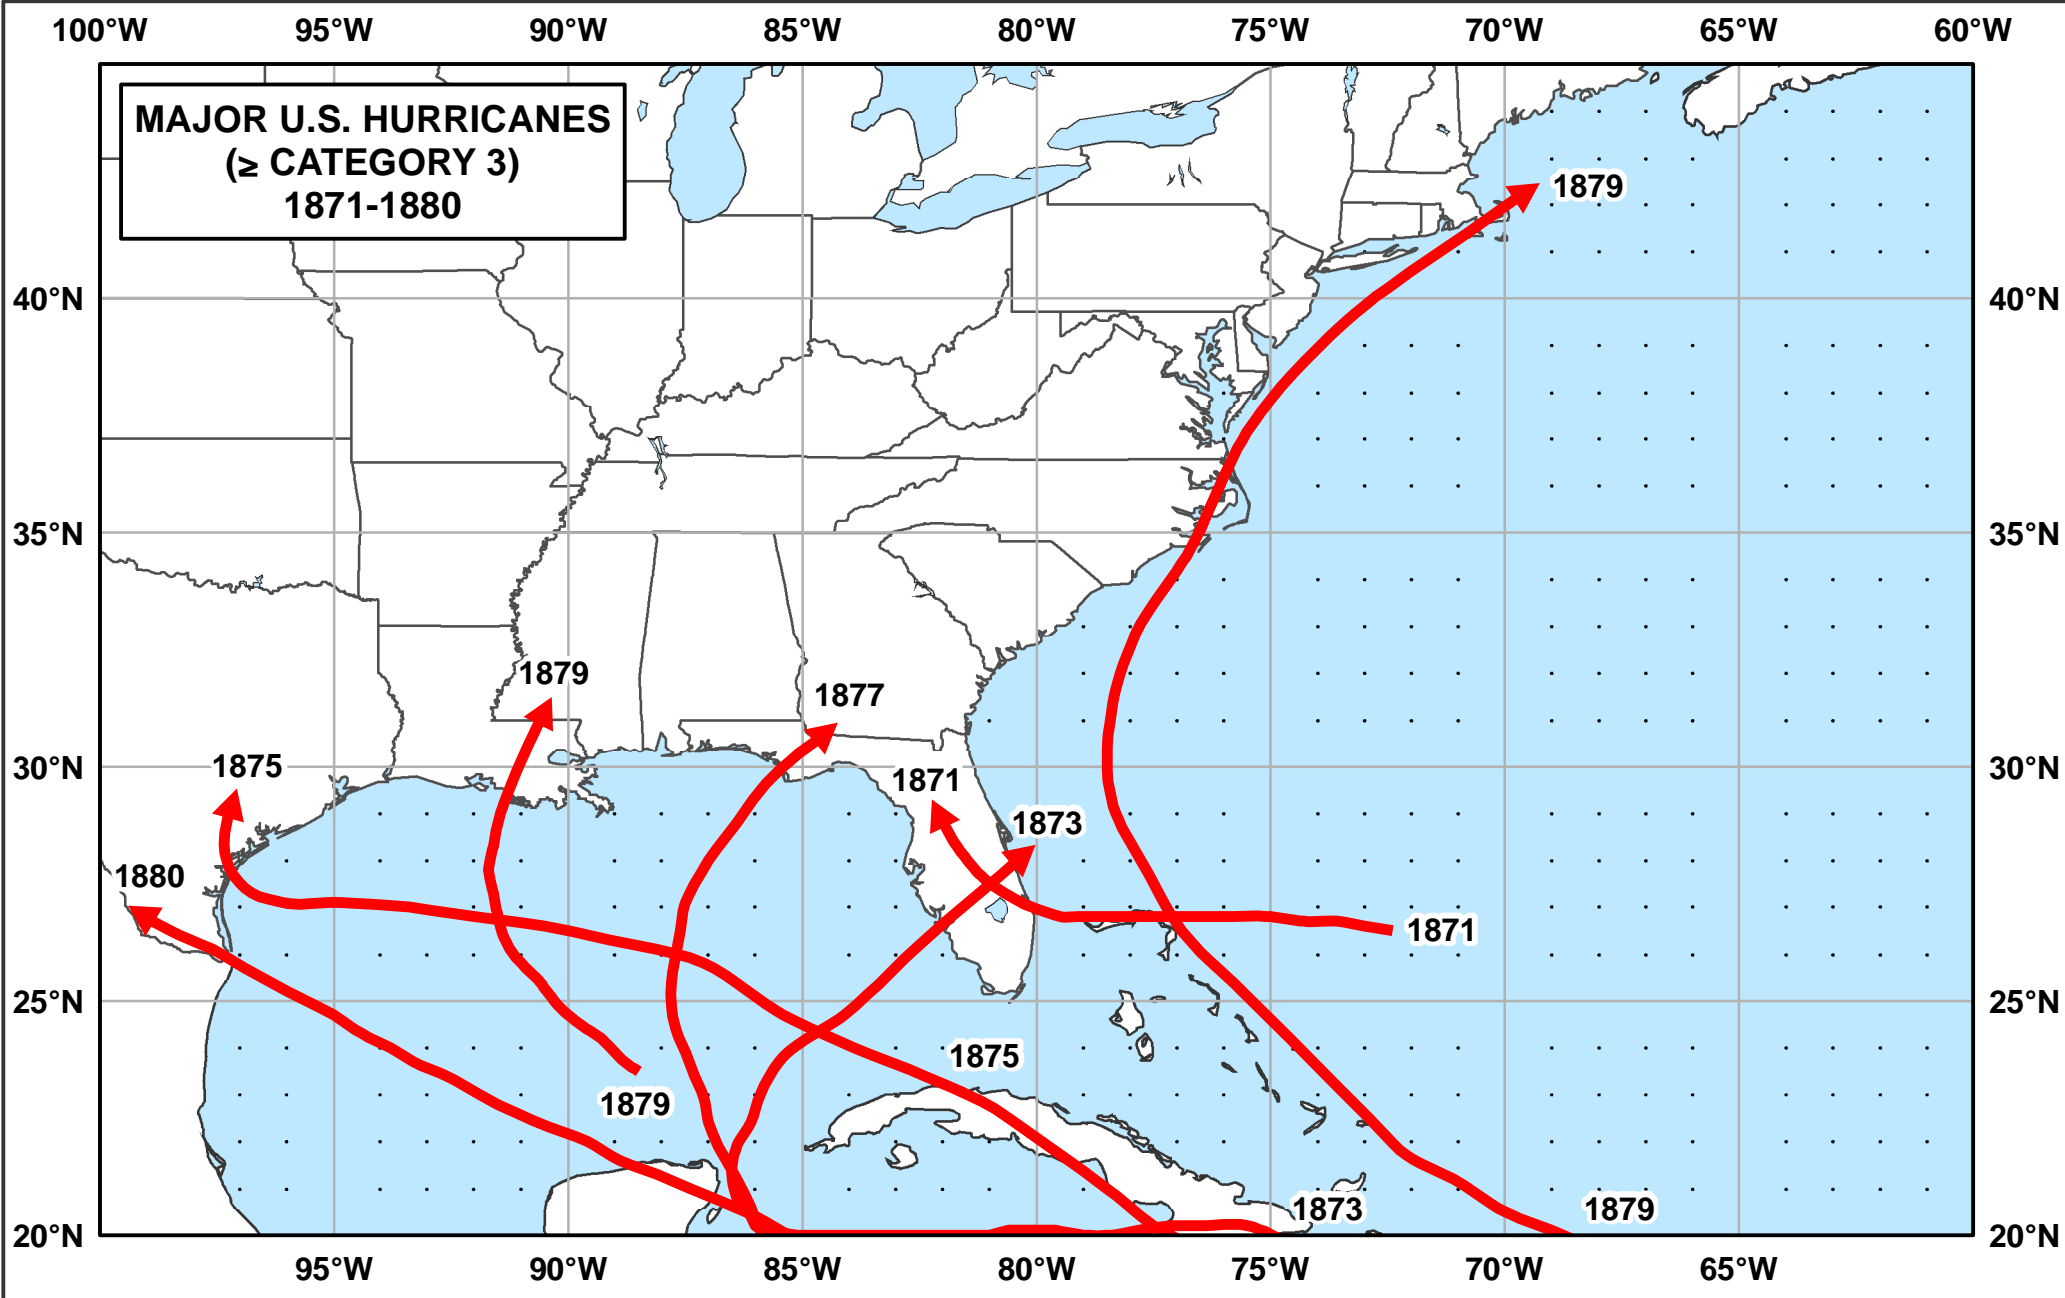 100°W 95°W 90°W 85°W 80°W 75°W 70°W 65°W 60°W
MAJOR U.S. HURRICANES
(≥ CATEGORY 3)
1871-1880
1879
40°N 40°N
35°N 35°N
1879
1877
30°N 30°N
1875
1871
1873
1880
1871
25°N 25°N
1875
1879
1873
1879
20°N 20°N
95°W 90°W 85°W 80°W 75°W 70°W 65°W